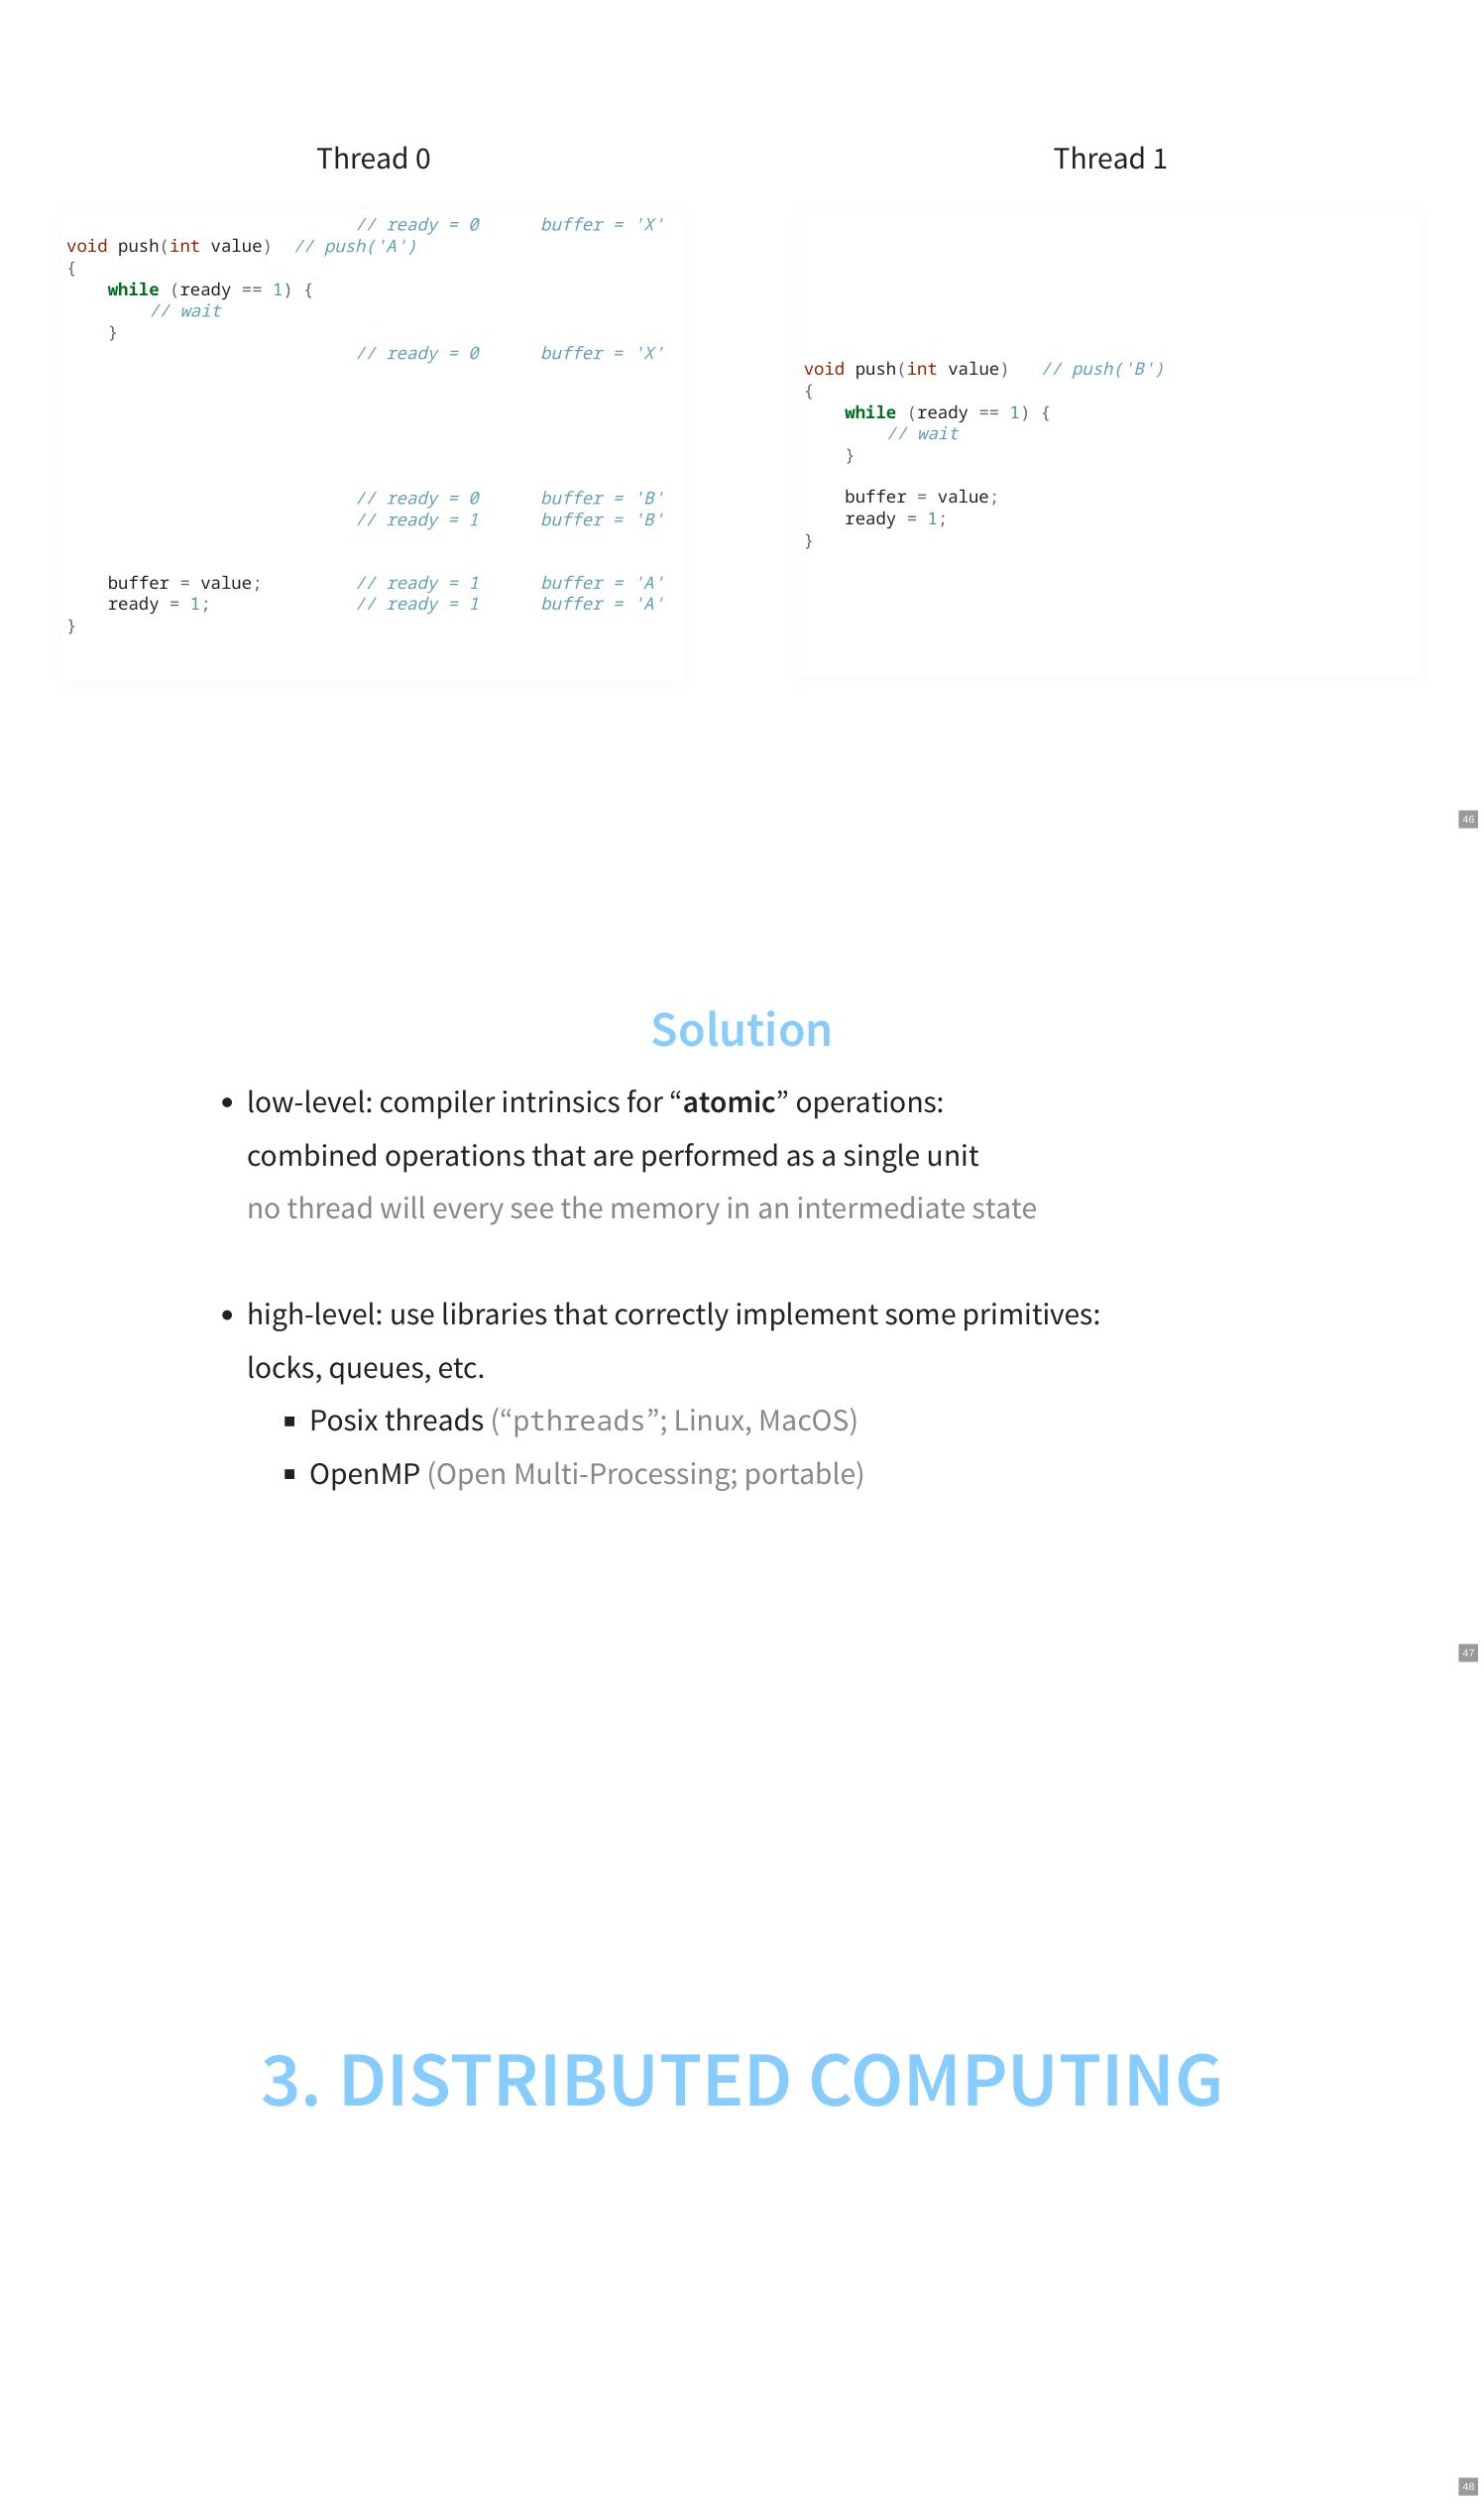 Thread 0
// ready = 0      buffer = 'X'
void push(int value)  // push('A')
{
    while (ready == 1) {
        // wait
    }
// ready = 0      buffer = 'X'
// ready = 0      buffer = 'B'
// ready = 1      buffer = 'B'
    buffer = value;         // ready = 1      buffer = 'A'
    ready = 1;              // ready = 1      buffer = 'A'
}
Thread 1
void push(int value)   // push('B')
{
    while (ready == 1) {
        // wait
    }
    buffer = value;
    ready = 1;
}
46
Solution
• low-level: compiler intrinsics for “atomic” operations:
combined operations that are performed as a single unit
no thread will every see the memory in an intermediate state
• high-level: use libraries that correctly implement some primitives:
locks, queues, etc.
▪ Posix threads (“pthreads”; Linux, MacOS)
▪ OpenMP (Open Multi-Processing; portable)
47
3. DISTRIBUTED COMPUTING
48